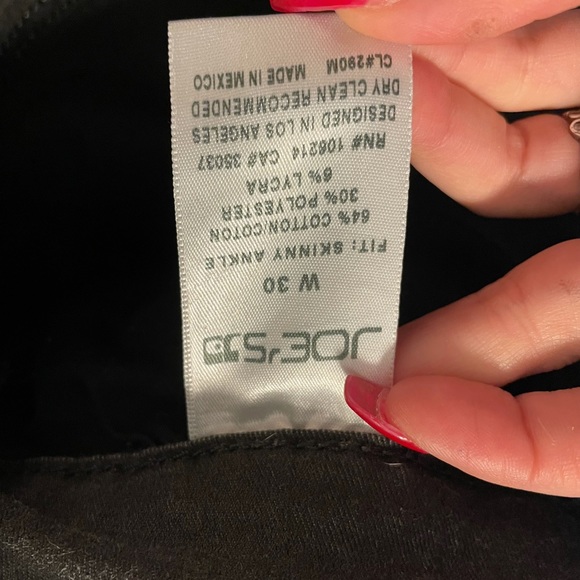 JOE'S
W 30
FIT: SKINNY ANKLE
64% COTTON/COTON
30% POLYESTER
6% LYCRA
RN# 106214 CA# 35037
DESIGNED IN LOS ANGELES
DRY CLEAN RECOMMENDED
MADE IN MEXICO
CL#290M